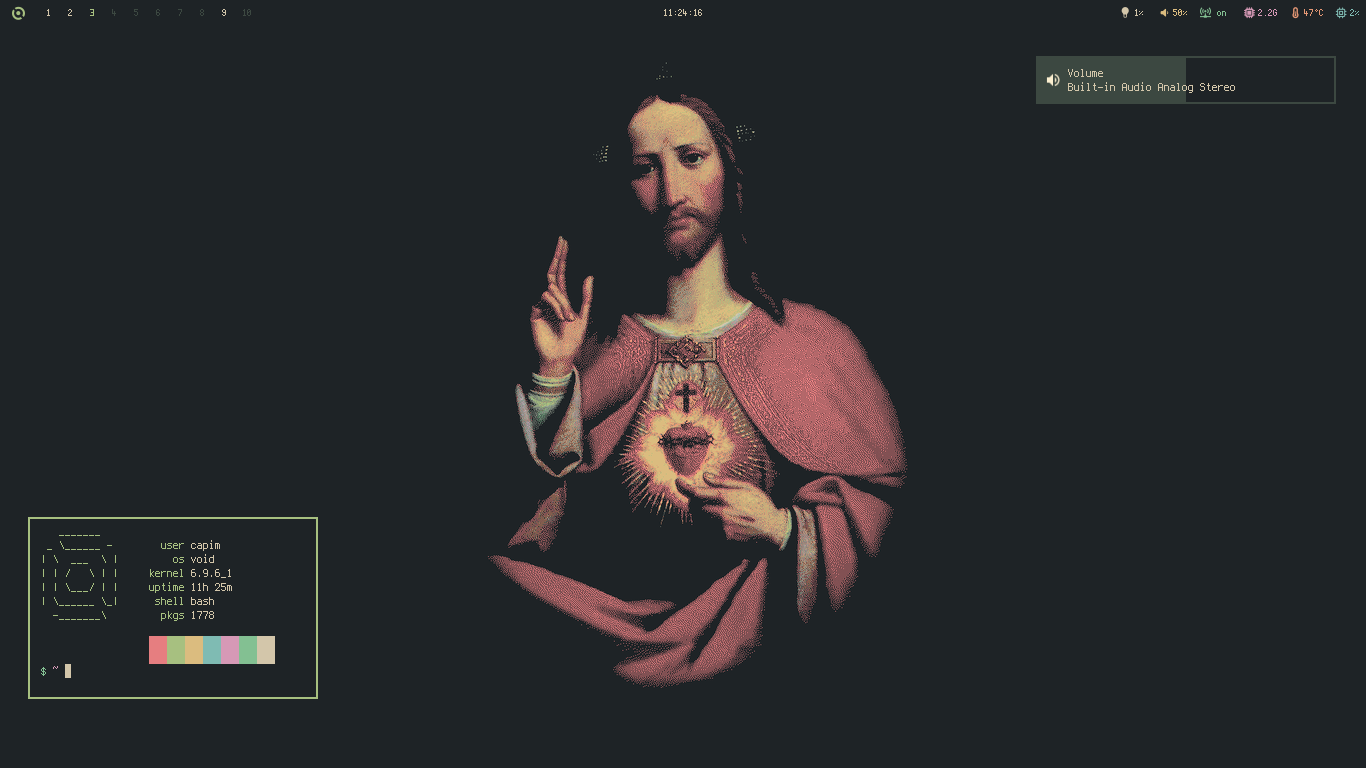 1 2 3 4 5 6 7 8 9 10
11:24:16
1% 50% on 2.2G 47°C 2%
Volume
Built-in Audio Analog Stereo
user capim
os void
kernel 6.9.6_1
uptime 11h 25m
shell bash
pkgs 1778
$ ~